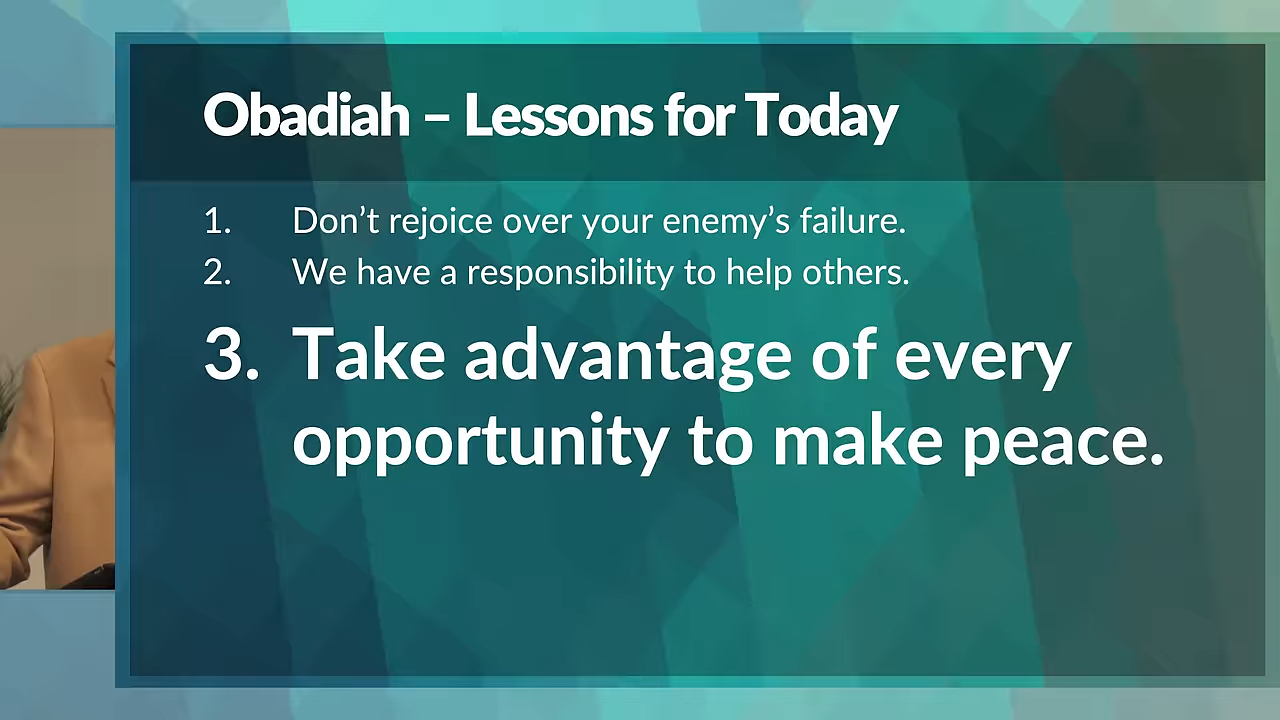 Obadiah – Lessons for Today
1. Don’t rejoice over your enemy’s failure.
2. We have a responsibility to help others.
3. Take advantage of every
opportunity to make peace.